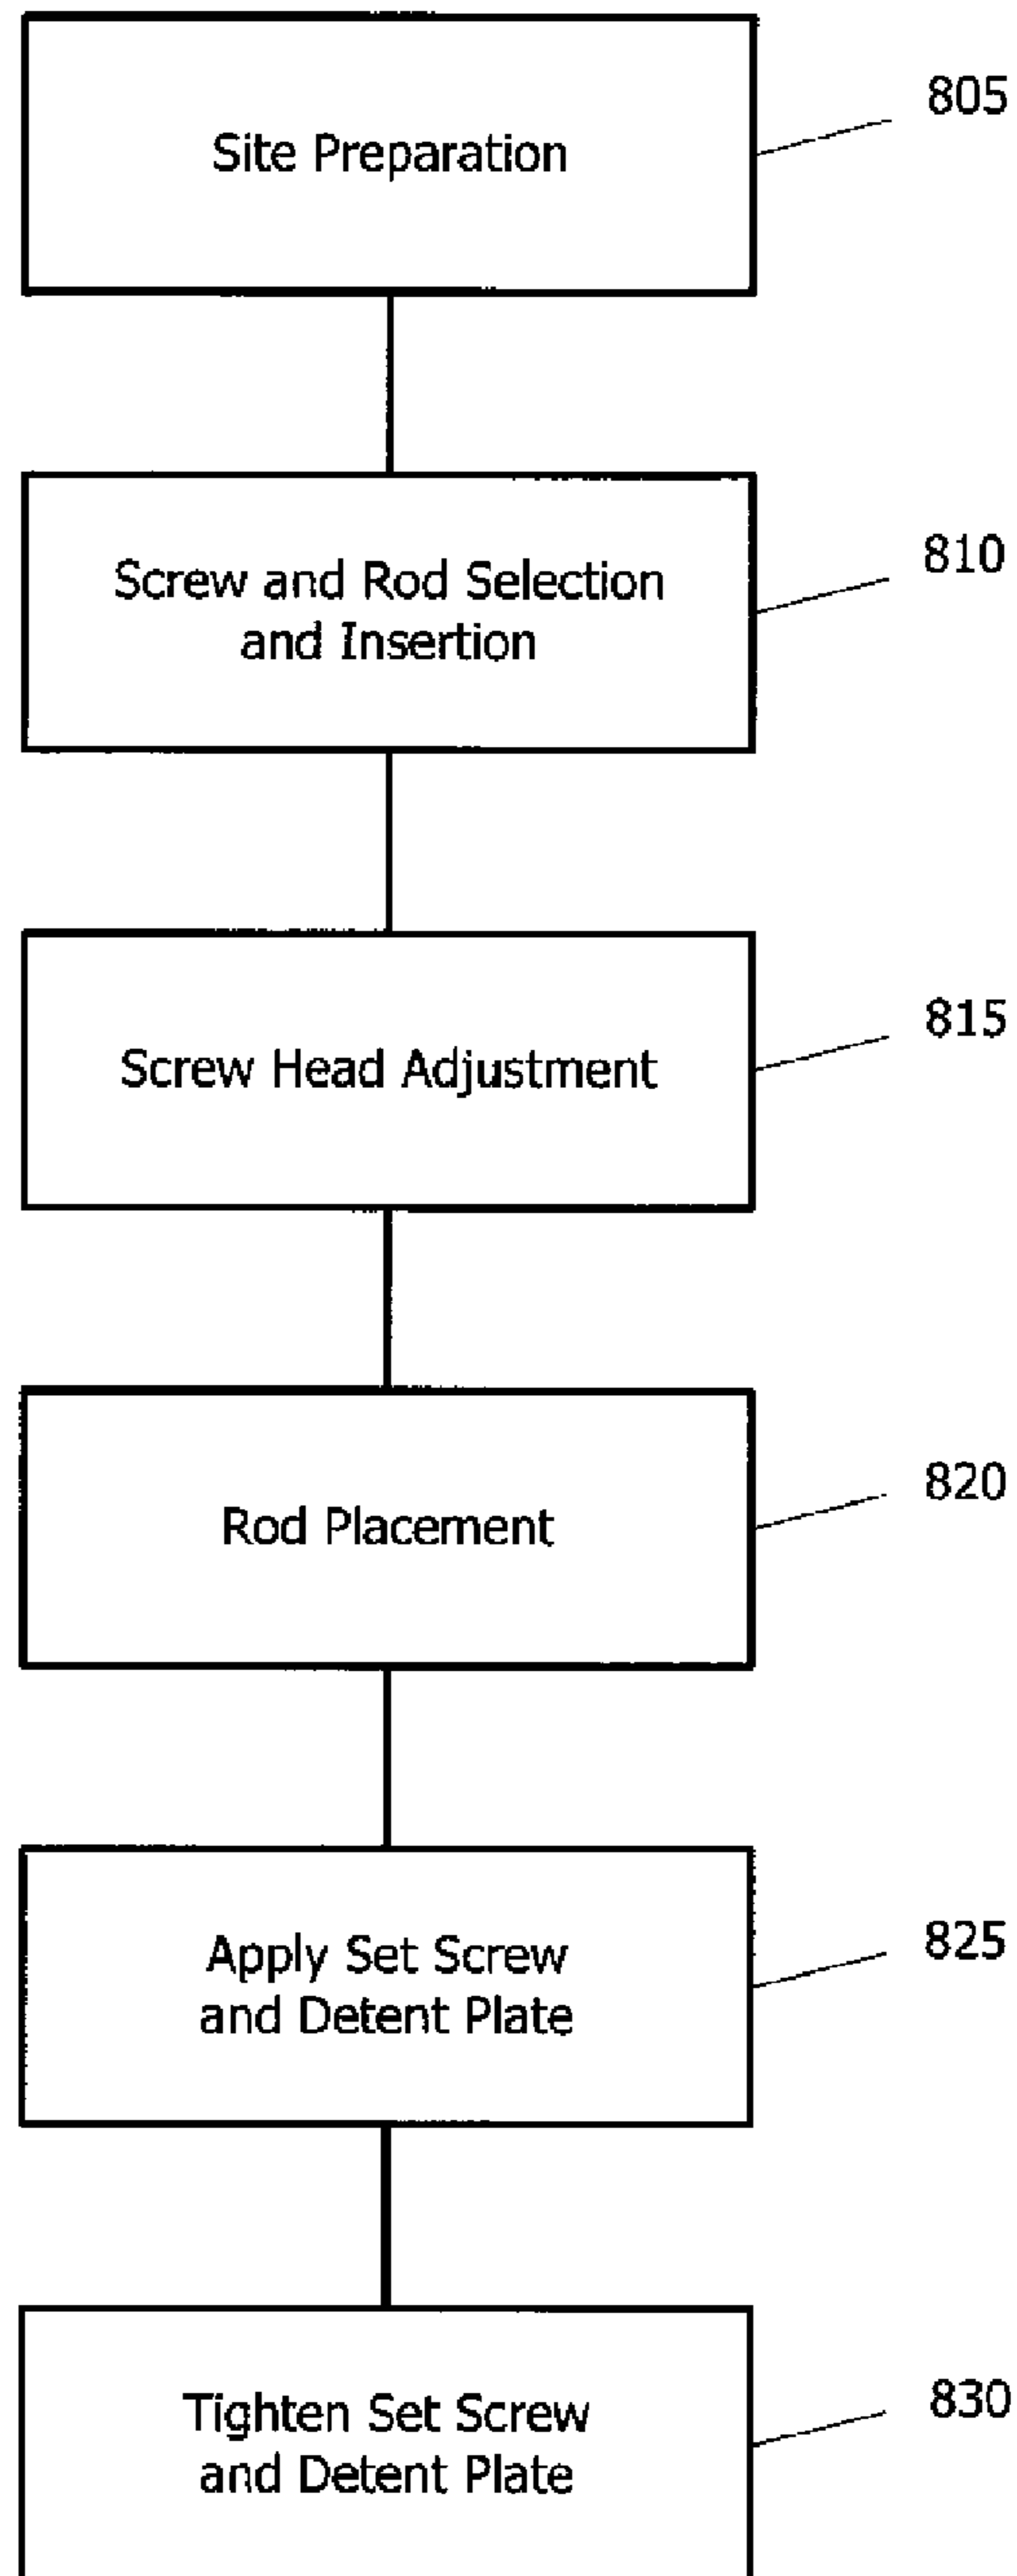 Site Preparation
805
Screw and Rod Selection
and Insertion
810
Screw Head Adjustment
815
Rod Placement
820
Apply Set Screw
and Detent Plate
825
Tighten Set Screw
and Detent Plate
830